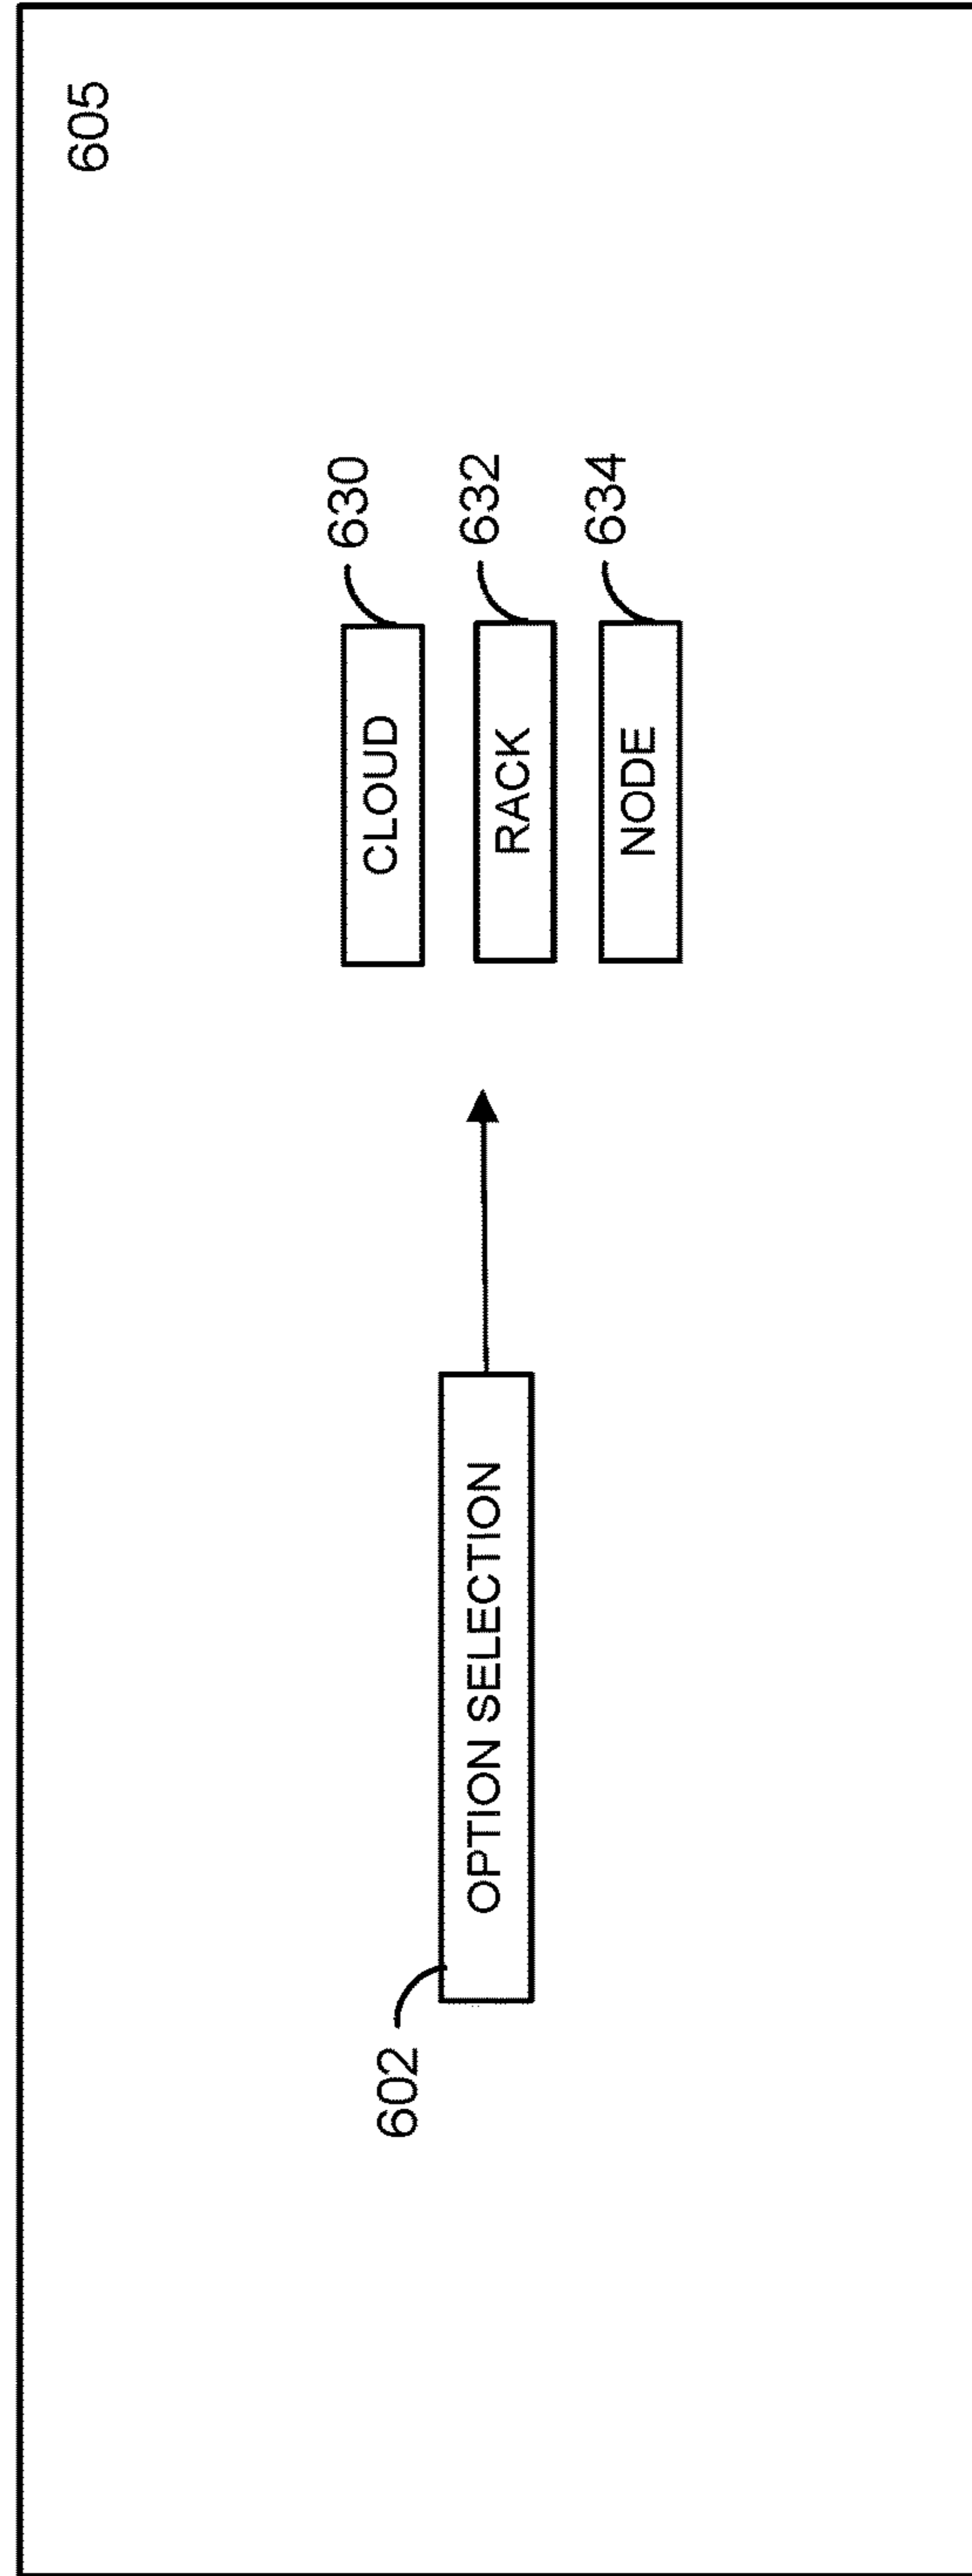 605
602
OPTION SELECTION
CLOUD
630
RACK
632
NODE
634